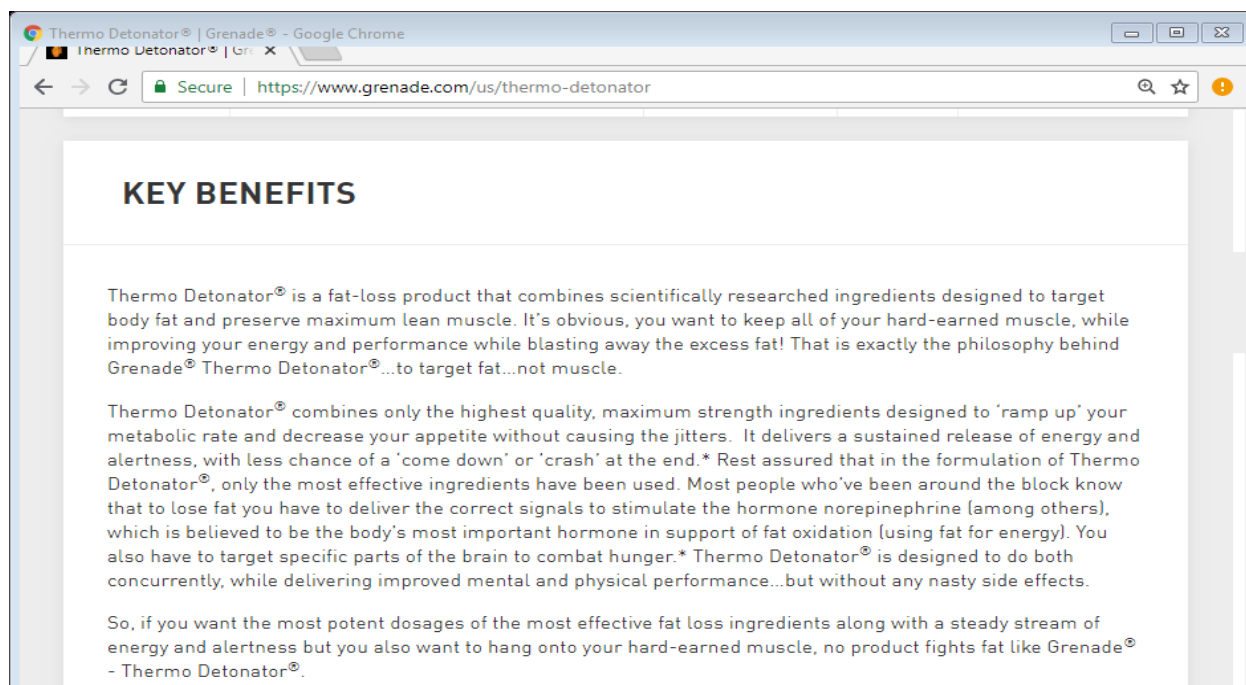 Thermo Detonator® | Grenade® - Google Chrome
Thermo Detonator® | Gre
Secure | https://www.grenade.com/us/thermo-detonator
KEY BENEFITS
Thermo Detonator® is a fat-loss product that combines scientifically researched ingredients designed to target
body fat and preserve maximum lean muscle. It's obvious, you want to keep all of your hard-earned muscle, while
improving your energy and performance while blasting away the excess fat! That is exactly the philosophy behind
Grenade® Thermo Detonator®...to target fat...not muscle.
Thermo Detonator® combines only the highest quality, maximum strength ingredients designed to ‘ramp up’ your
metabolic rate and decrease your appetite without causing the jitters.  It delivers a sustained release of energy and
alertness, with less chance of a ‘come down’ or ‘crash’ at the end.* Rest assured that in the formulation of Thermo
Detonator®, only the most effective ingredients have been used. Most people who’ve been around the block know
that to lose fat you have to deliver the correct signals to stimulate the hormone norepinephrine (among others),
which is believed to be the body’s most important hormone in support of fat oxidation (using fat for energy). You
also have to target specific parts of the brain to combat hunger.* Thermo Detonator® is designed to do both
concurrently, while delivering improved mental and physical performance...but without any nasty side effects.
So, if you want the most potent dosages of the most effective fat loss ingredients along with a steady stream of
energy and alertness but you also want to hang onto your hard-earned muscle, no product fights fat like Grenade®
- Thermo Detonator®.